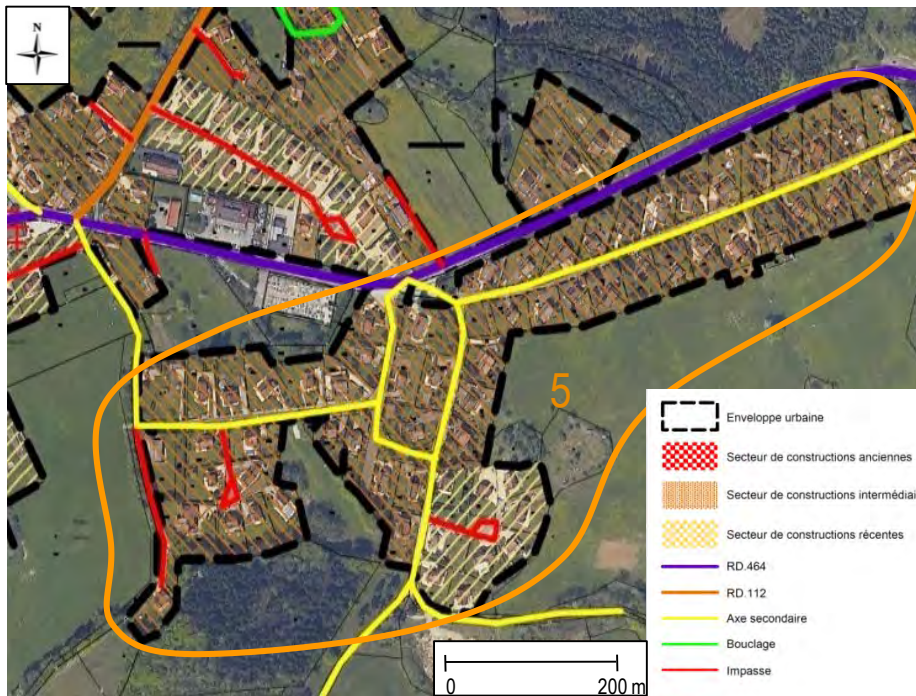 N
5
Enveloppe urbaine
Secteur de constructions anciennes
Secteur de constructions intermédiai
Secteur de constructions récentes
RD.464
RD.112
Axe secondaire
Bouclage
Impasse
0 200 m